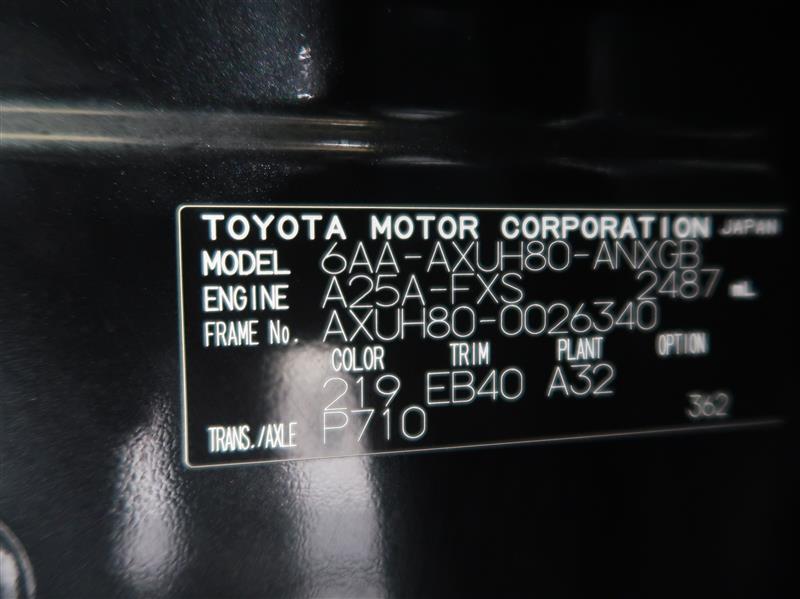 TOYOTA MOTOR CORPORATION JAPAN
MODEL 6AA-AXUH80-ANXGB
ENGINE A25A-FXS 2487 mL
FRAME No. AXUH80-0026340
COLOR TRIM PLANT OPTION
219 EB40 A32
TRANS./AXLE P710 362